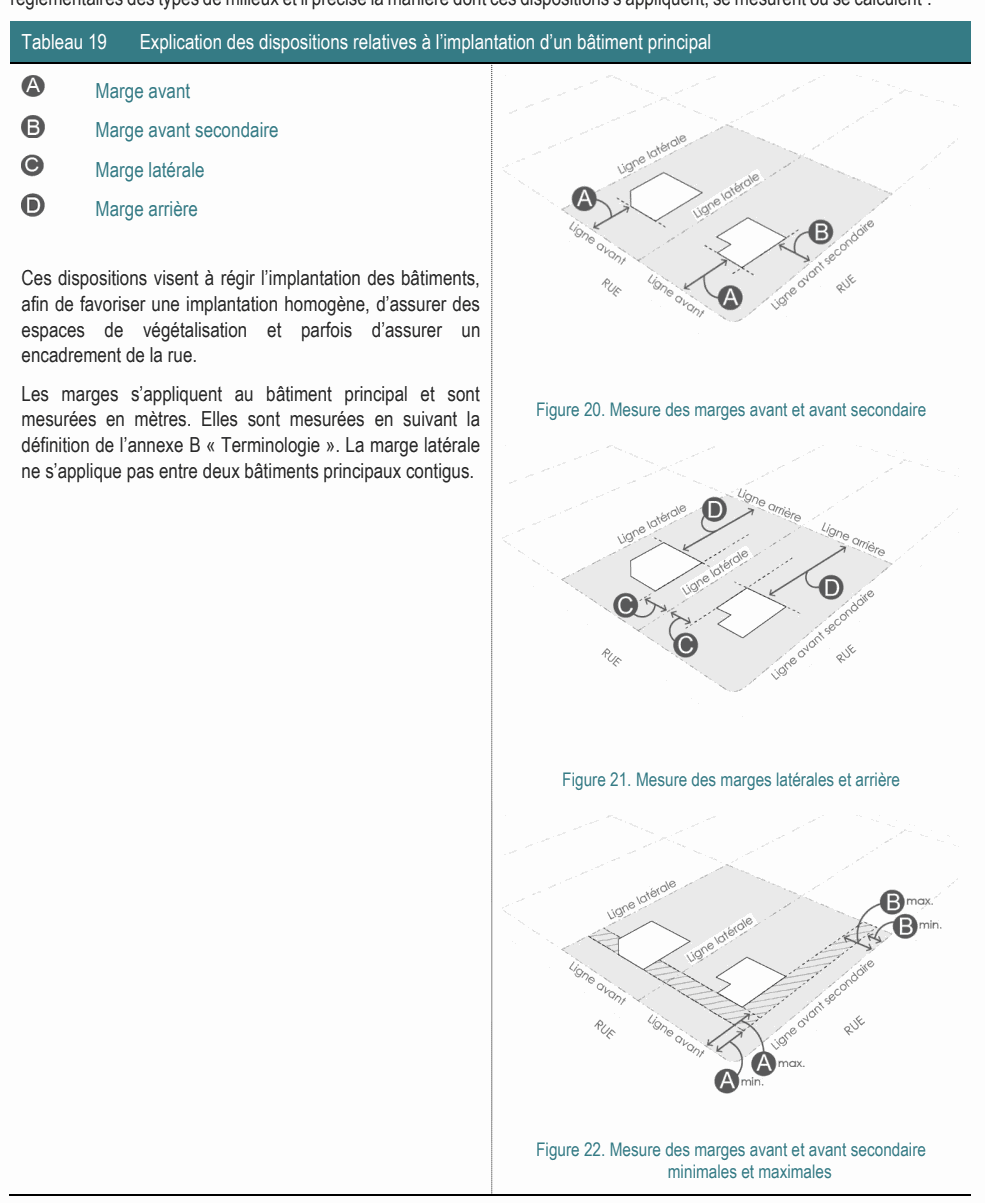 réglementaires des types de milieux et il précise la manière dont ces dispositions s'appliquent, se mesurent ou se calculent :
Tableau 19 Explication des dispositions relatives à l'implantation d'un bâtiment principal
A Marge avant
B Marge avant secondaire
C Marge latérale
D Marge arrière
Ces dispositions visent à régir l'implantation des bâtiments,
afin de favoriser une implantation homogène, d'assurer des
espaces de végétalisation et parfois d'assurer un
encadrement de la rue.
Les marges s'appliquent au bâtiment principal et sont
mesurées en mètres. Elles sont mesurées en suivant la
définition de l'annexe B « Terminologie ». La marge latérale
ne s'applique pas entre deux bâtiments principaux contigus.
Ligne latérale
Ligne latérale
A
B
Ligne avant
RUE
Ligne avant
A
Ligne avant secondaire
RUE
Figure 20. Mesure des marges avant et avant secondaire
Ligne latérale
D
Ligne arrière
Ligne arrière
Ligne latérale
D
C
C
RUE
Ligne avant secondaire
RUE
Figure 21. Mesure des marges latérales et arrière
Ligne latérale
Ligne latérale
B max.
B min.
Ligne avant
RUE
Ligne avant
Ligne avant secondaire
RUE
A max.
A min.
Figure 22. Mesure des marges avant et avant secondaire
minimales et maximales